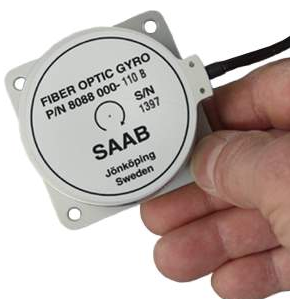 FIBER OPTIC GYRO
P/N 8088 000-110 B
S/N
1397
SAAB
Jönköping
Sweden